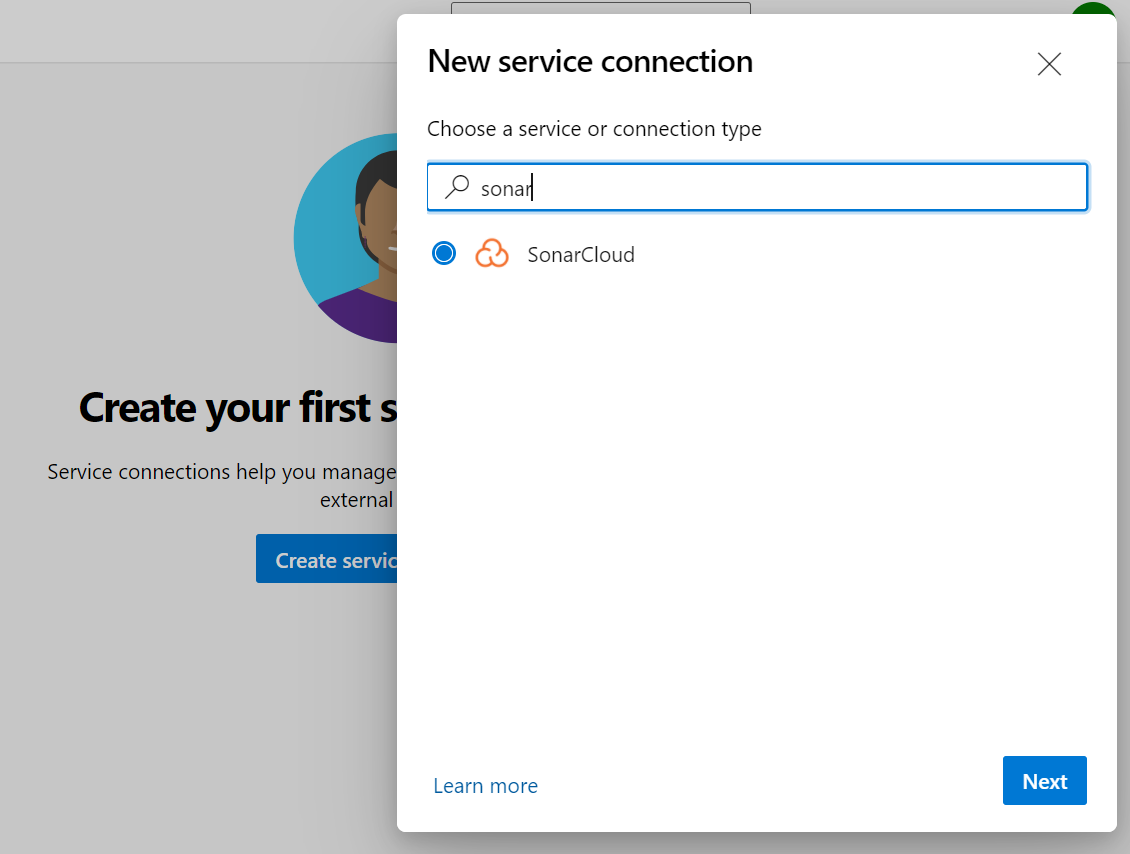 New service connection
Choose a service or connection type
sonar
SonarCloud
Create your first s
Service connections help you manage
external
Create servic
Learn more
Next